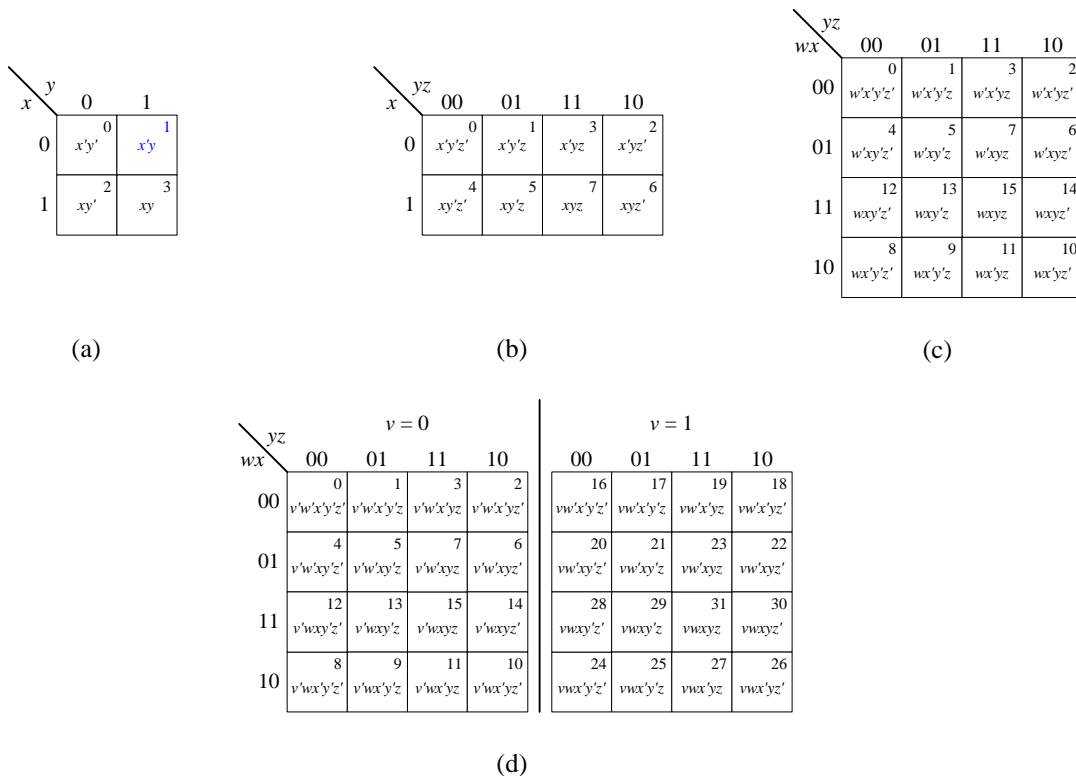 y
x 0 1
0 1
0 x'y' x'y
2 3
1 xy' xy
(a)
yz
x 00 01 11 10
0 1 3 2
0 x'y'z' x'y'z x'yz x'yz'
4 5 7 6
1 xy'z' xy'z xyz xyz'
(b)
yz
wx 00 01 11 10
0 1 3 2
00 w'x'y'z' w'x'y'z w'x'yz w'x'yz'
4 5 7 6
01 w'xy'z' w'xy'z w'xyz w'xyz'
12 13 15 14
11 wxy'z' wxy'z wxyz wxyz'
8 9 11 10
10 wx'y'z' wx'y'z wx'yz wx'yz'
(c)
v = 0 v = 1
yz
wx 00 01 11 10 00 01 11 10
0 1 3 2 16 17 19 18
00 v'w'x'y'z' v'w'x'y'z v'w'x'yz v'w'x'yz' vw'x'y'z' vw'x'y'z vw'x'yz vw'x'yz'
4 5 7 6 20 21 23 22
01 v'w'xy'z' v'w'xy'z v'w'xyz v'w'xyz' vw'xy'z' vw'xy'z vw'xyz vw'xyz'
12 13 15 14 28 29 31 30
11 v'wxy'z' v'wxy'z v'wxyz v'wxyz' vwxy'z' vwxy'z vwxyz vwxyz'
8 9 11 10 24 25 27 26
10 v'wx'y'z' v'wx'y'z v'wx'yz v'wx'yz' vwx'y'z' vwx'y'z vwx'yz vwx'yz'
(d)